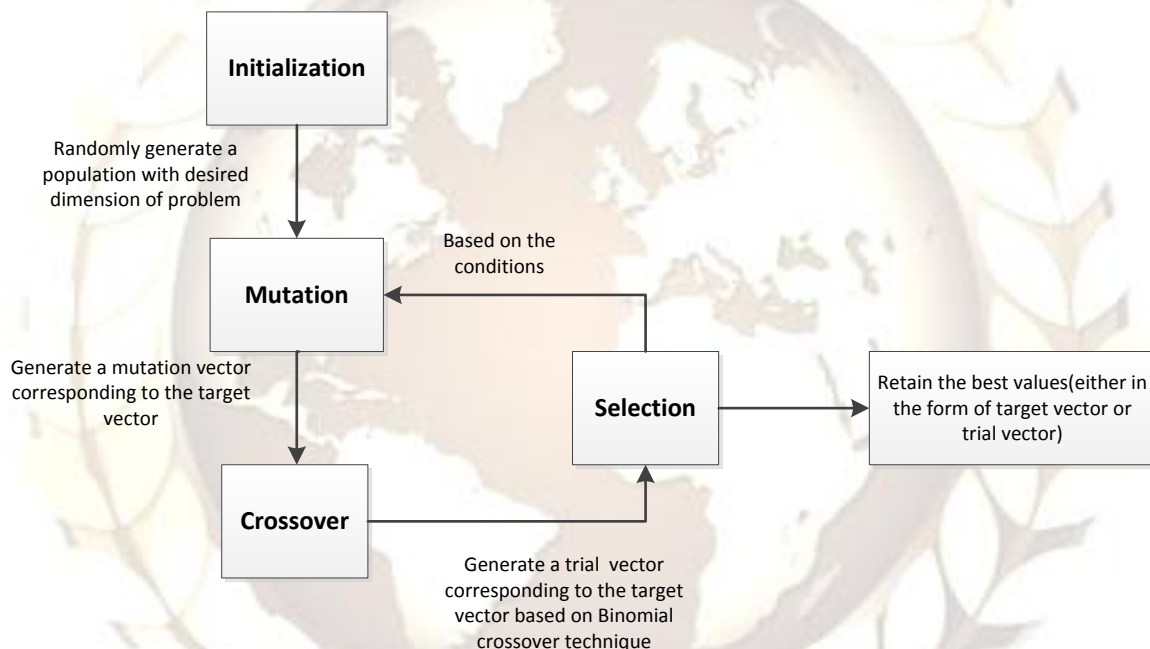 Initialization
Randomly generate a
population with desired
dimension of problem
Mutation
Based on the
conditions
Generate a mutation vector
corresponding to the target
vector
Crossover
Generate a trial  vector
corresponding to the target
vector based on Binomial
crossover technique
Selection
Retain the best values(either in
the form of target vector or
trial vector)